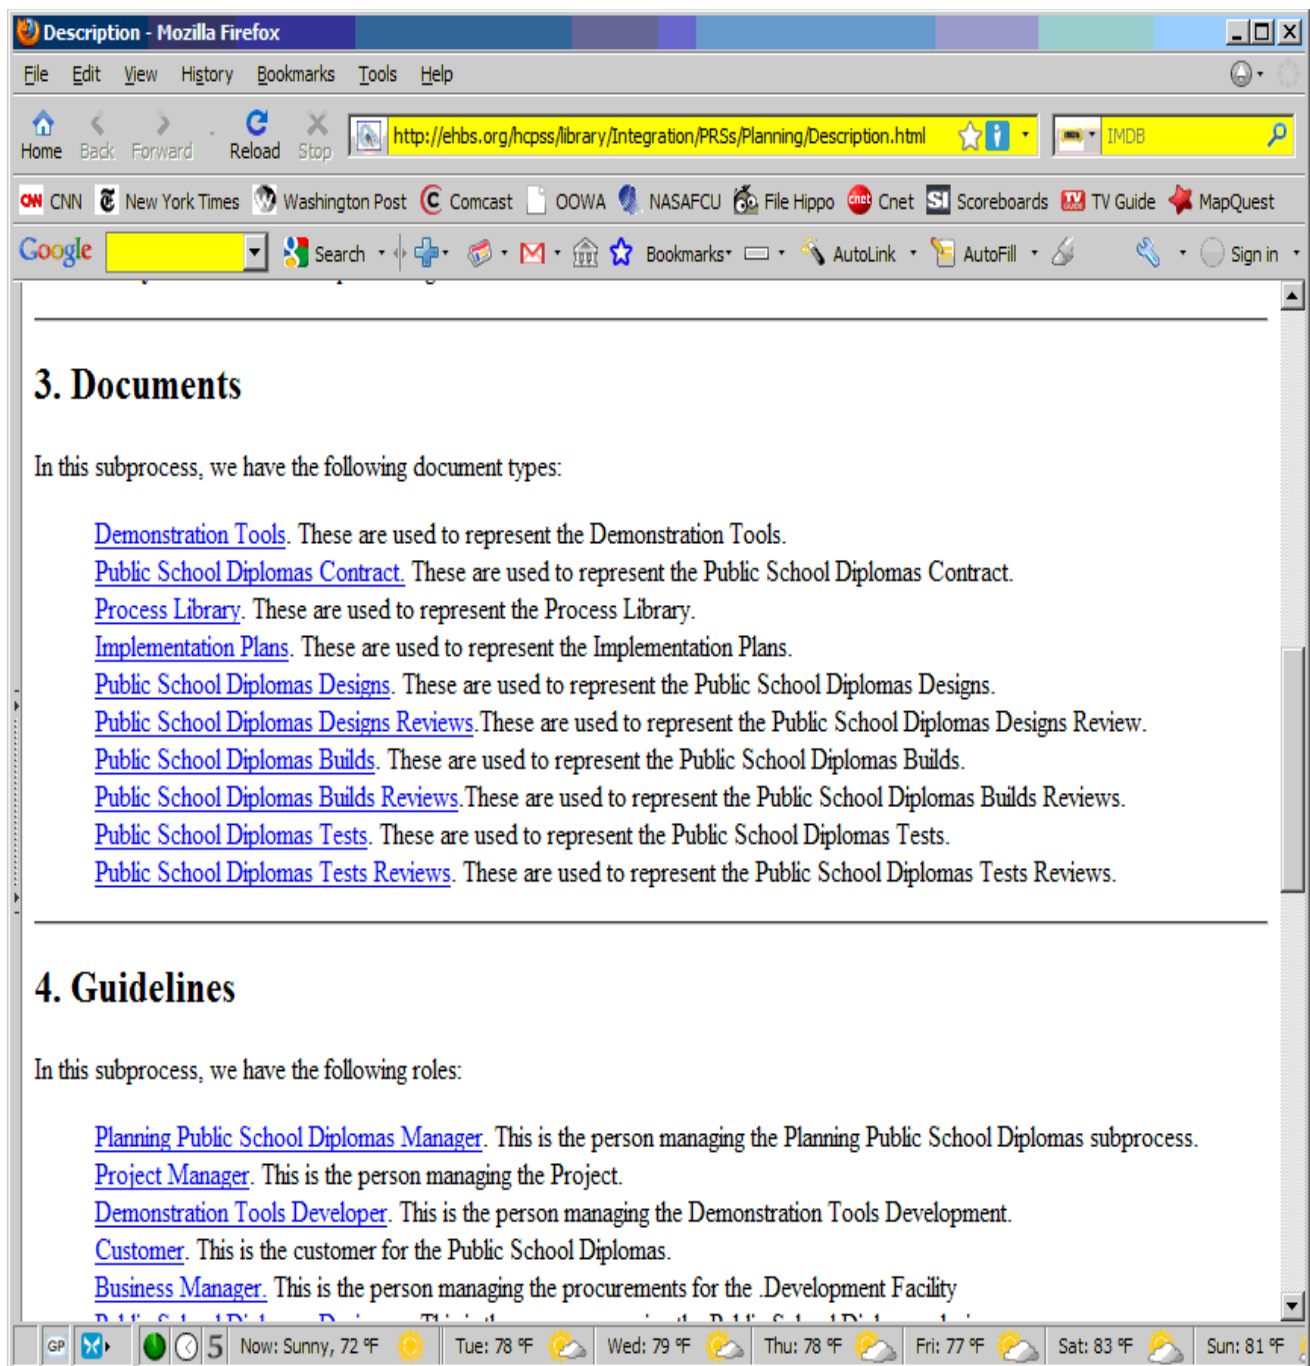 Description - Mozilla Firefox
File Edit View History Bookmarks Tools Help
Home Back Forward Reload Stop http://ehbs.org/hcpss/library/Integration/PRSs/Planning/Description.html IMDB
CNN New York Times Washington Post Comcast OOWA NASAFCU File Hippo Cnet Scoreboards TV Guide MapQuest
Google Search Bookmarks AutoLink AutoFill Sign in
3. Documents
In this subprocess, we have the following document types:
Demonstration Tools. These are used to represent the Demonstration Tools.
Public School Diplomas Contract. These are used to represent the Public School Diplomas Contract.
Process Library. These are used to represent the Process Library.
Implementation Plans. These are used to represent the Implementation Plans.
Public School Diplomas Designs. These are used to represent the Public School Diplomas Designs.
Public School Diplomas Designs Reviews.These are used to represent the Public School Diplomas Designs Review.
Public School Diplomas Builds. These are used to represent the Public School Diplomas Builds.
Public School Diplomas Builds Reviews.These are used to represent the Public School Diplomas Builds Reviews.
Public School Diplomas Tests. These are used to represent the Public School Diplomas Tests.
Public School Diplomas Tests Reviews. These are used to represent the Public School Diplomas Tests Reviews.
4. Guidelines
In this subprocess, we have the following roles:
Planning Public School Diplomas Manager. This is the person managing the Planning Public School Diplomas subprocess.
Project Manager. This is the person managing the Project.
Demonstration Tools Developer. This is the person managing the Demonstration Tools Development.
Customer. This is the customer for the Public School Diplomas.
Business Manager. This is the person managing the procurements for the .Development Facility
GP 5 Now: Sunny, 72 ºF Tue: 78 ºF Wed: 79 ºF Thu: 78 ºF Fri: 77 ºF Sat: 83 ºF Sun: 81 ºF